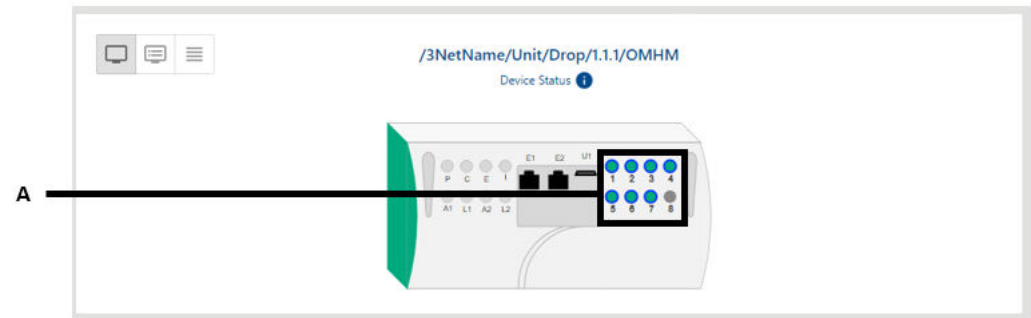 /3NetName/Unit/Drop/1.1.1/OMHM
Device Status i
E1 E2 U1
P C E I
1 2 3 4
A
A1 L1 A2 L2
5 6 7 8